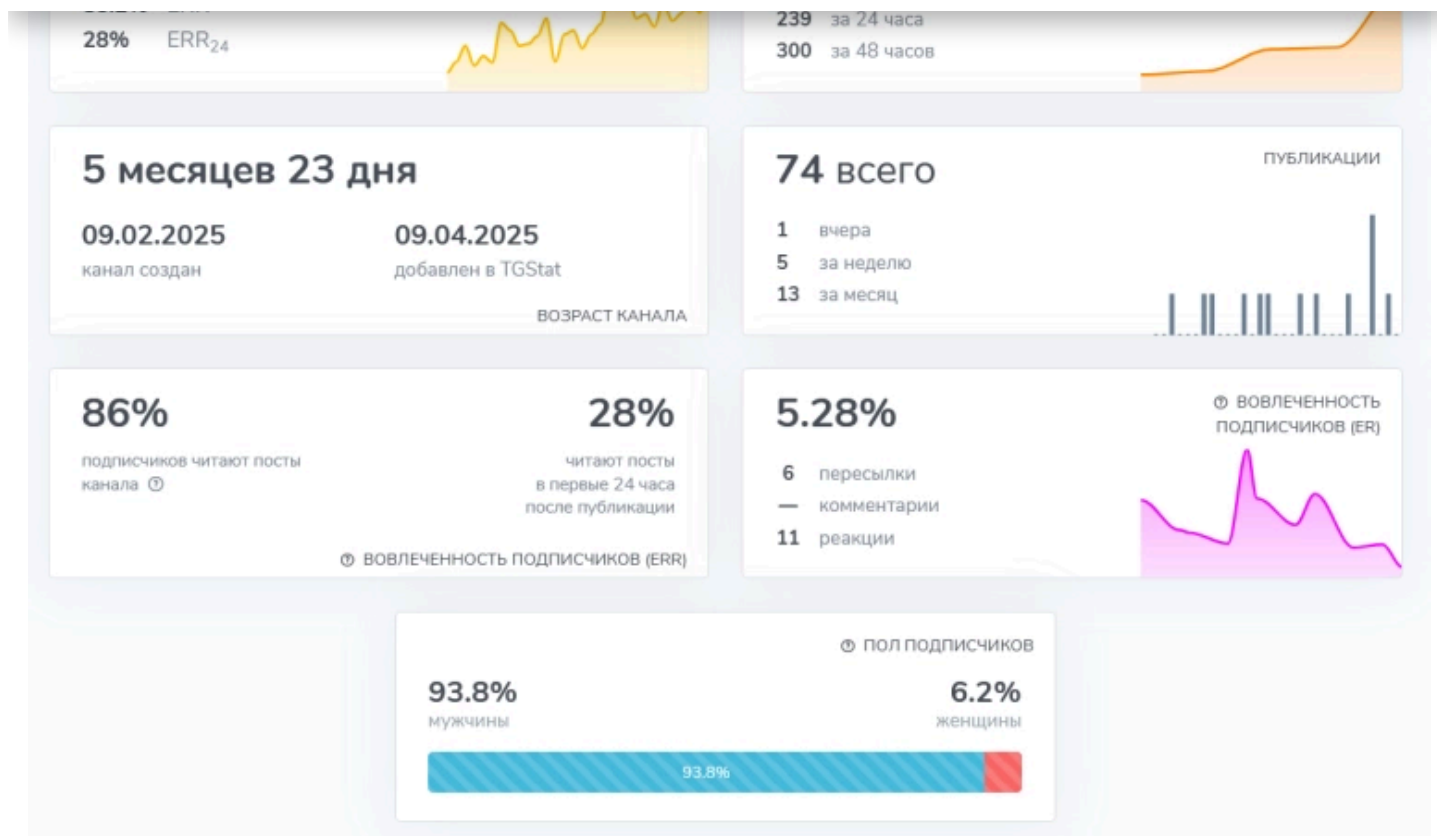 28% ERR24
239 за 24 часа
300 за 48 часов
5 месяцев 23 дня
09.02.2025
канал создан
09.04.2025
добавлен в TGStat
ВОЗРАСТ КАНАЛА
74 всего
ПУБЛИКАЦИИ
1 вчера
5 за неделю
13 за месяц
86%
подписчиков читают посты
канала
28%
читают посты
в первые 24 часа
после публикации
ВОВЛЕЧЕННОСТЬ ПОДПИСЧИКОВ (ERR)
5.28%
ВОВЛЕЧЕННОСТЬ
ПОДПИСЧИКОВ (ER)
6 пересылки
— комментарии
11 реакции
ПОЛ ПОДПИСЧИКОВ
93.8%
мужчины
6.2%
женщины
93.8%